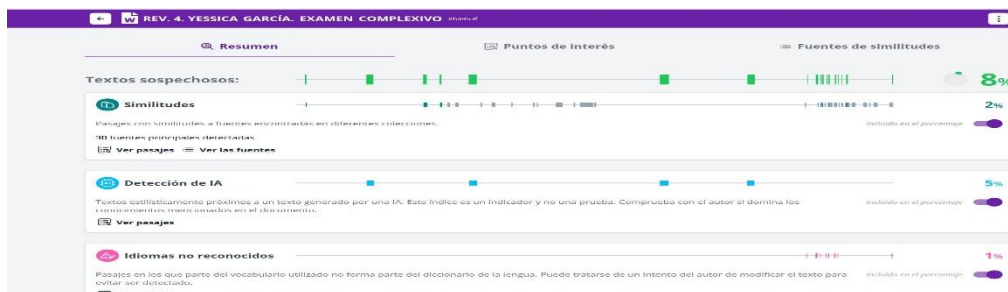 REV. 4. YESSICA GARCÍA. EXAMEN COMPLEXIVO
Resumen
Puntos de interés
Fuentes de similitudes
Textos sospechosos:
8%
Similitudes
2%
Pasajes con similitudes a fuentes encontradas en diferentes colecciones.
Incluido en el porcentaje
30 fuentes principales detectadas
Ver pasajes Ver las fuentes
Detección de IA
5%
Textos estilísticamente próximos a un texto generado por una IA. Este índice es un indicador y no una prueba. Comprueba con el autor si domina los
conocimientos mencionados en el documento.
Incluido en el porcentaje
Ver pasajes
Idiomas no reconocidos
1%
Pasajes en los que parte del vocabulario utilizado no forma parte del diccionario de la lengua. Puede tratarse de un intento del autor de modificar el texto para
evitar ser detectado.
Incluido en el porcentaje